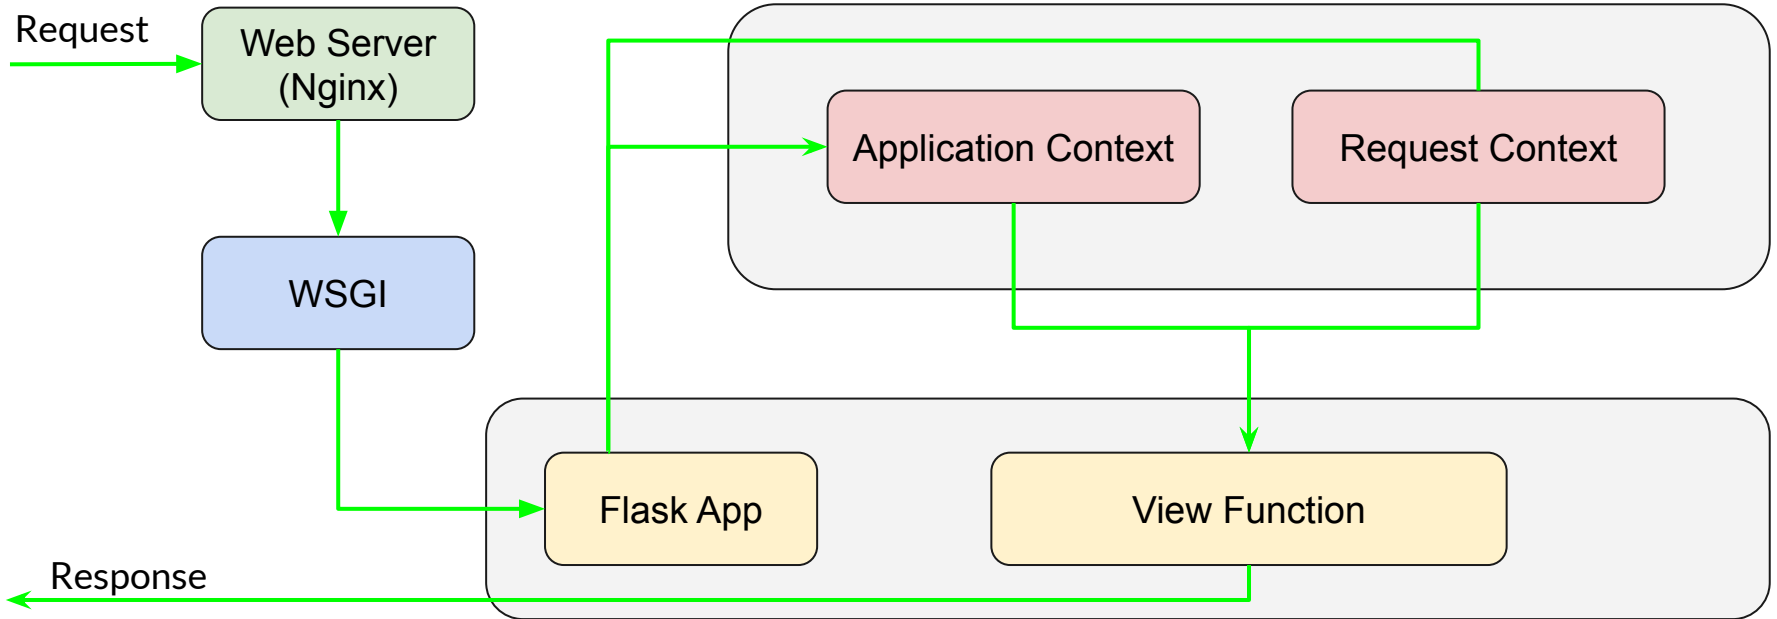 Request
Web Server
(Nginx)
Application Context
Request Context
WSGI
Flask App
View Function
Response